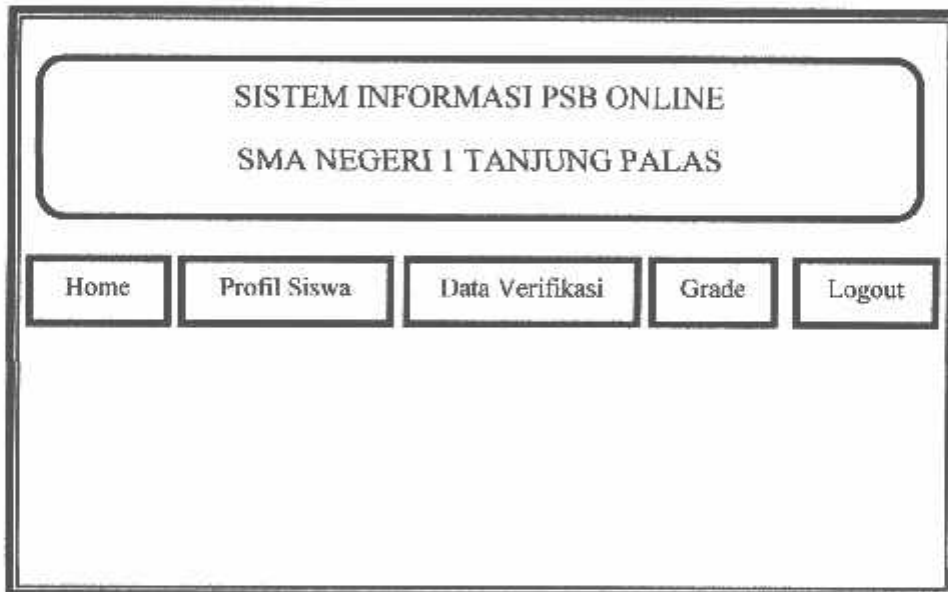 SISTEM INFORMASI PSB ONLINE
SMA NEGERI 1 TANJUNG PALAS
Home Profil Siswa Data Verifikasi Grade Logout